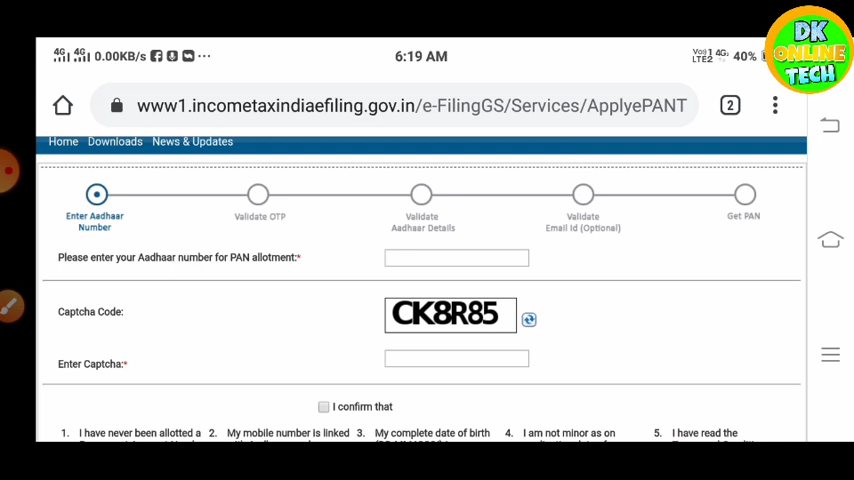 DK
ONLINE
TECH
4G 4G 0.00KB/s
6:19 AM
LTE2 40%
www1.incometaxindiaefiling.gov.in/e-FilingGS/Services/ApplyePANT
2
Home Downloads News & Updates
Enter Aadhaar Number
Validate OTP
Validate Aadhaar Details
Validate Email Id (Optional)
Get PAN
Please enter your Aadhaar number for PAN allotment:*
Captcha Code:
CK8R85
Enter Captcha:*
I confirm that
1. I have never been allotted a
2. My mobile number is linked
3. My complete date of birth
4. I am not minor as on
5. I have read the